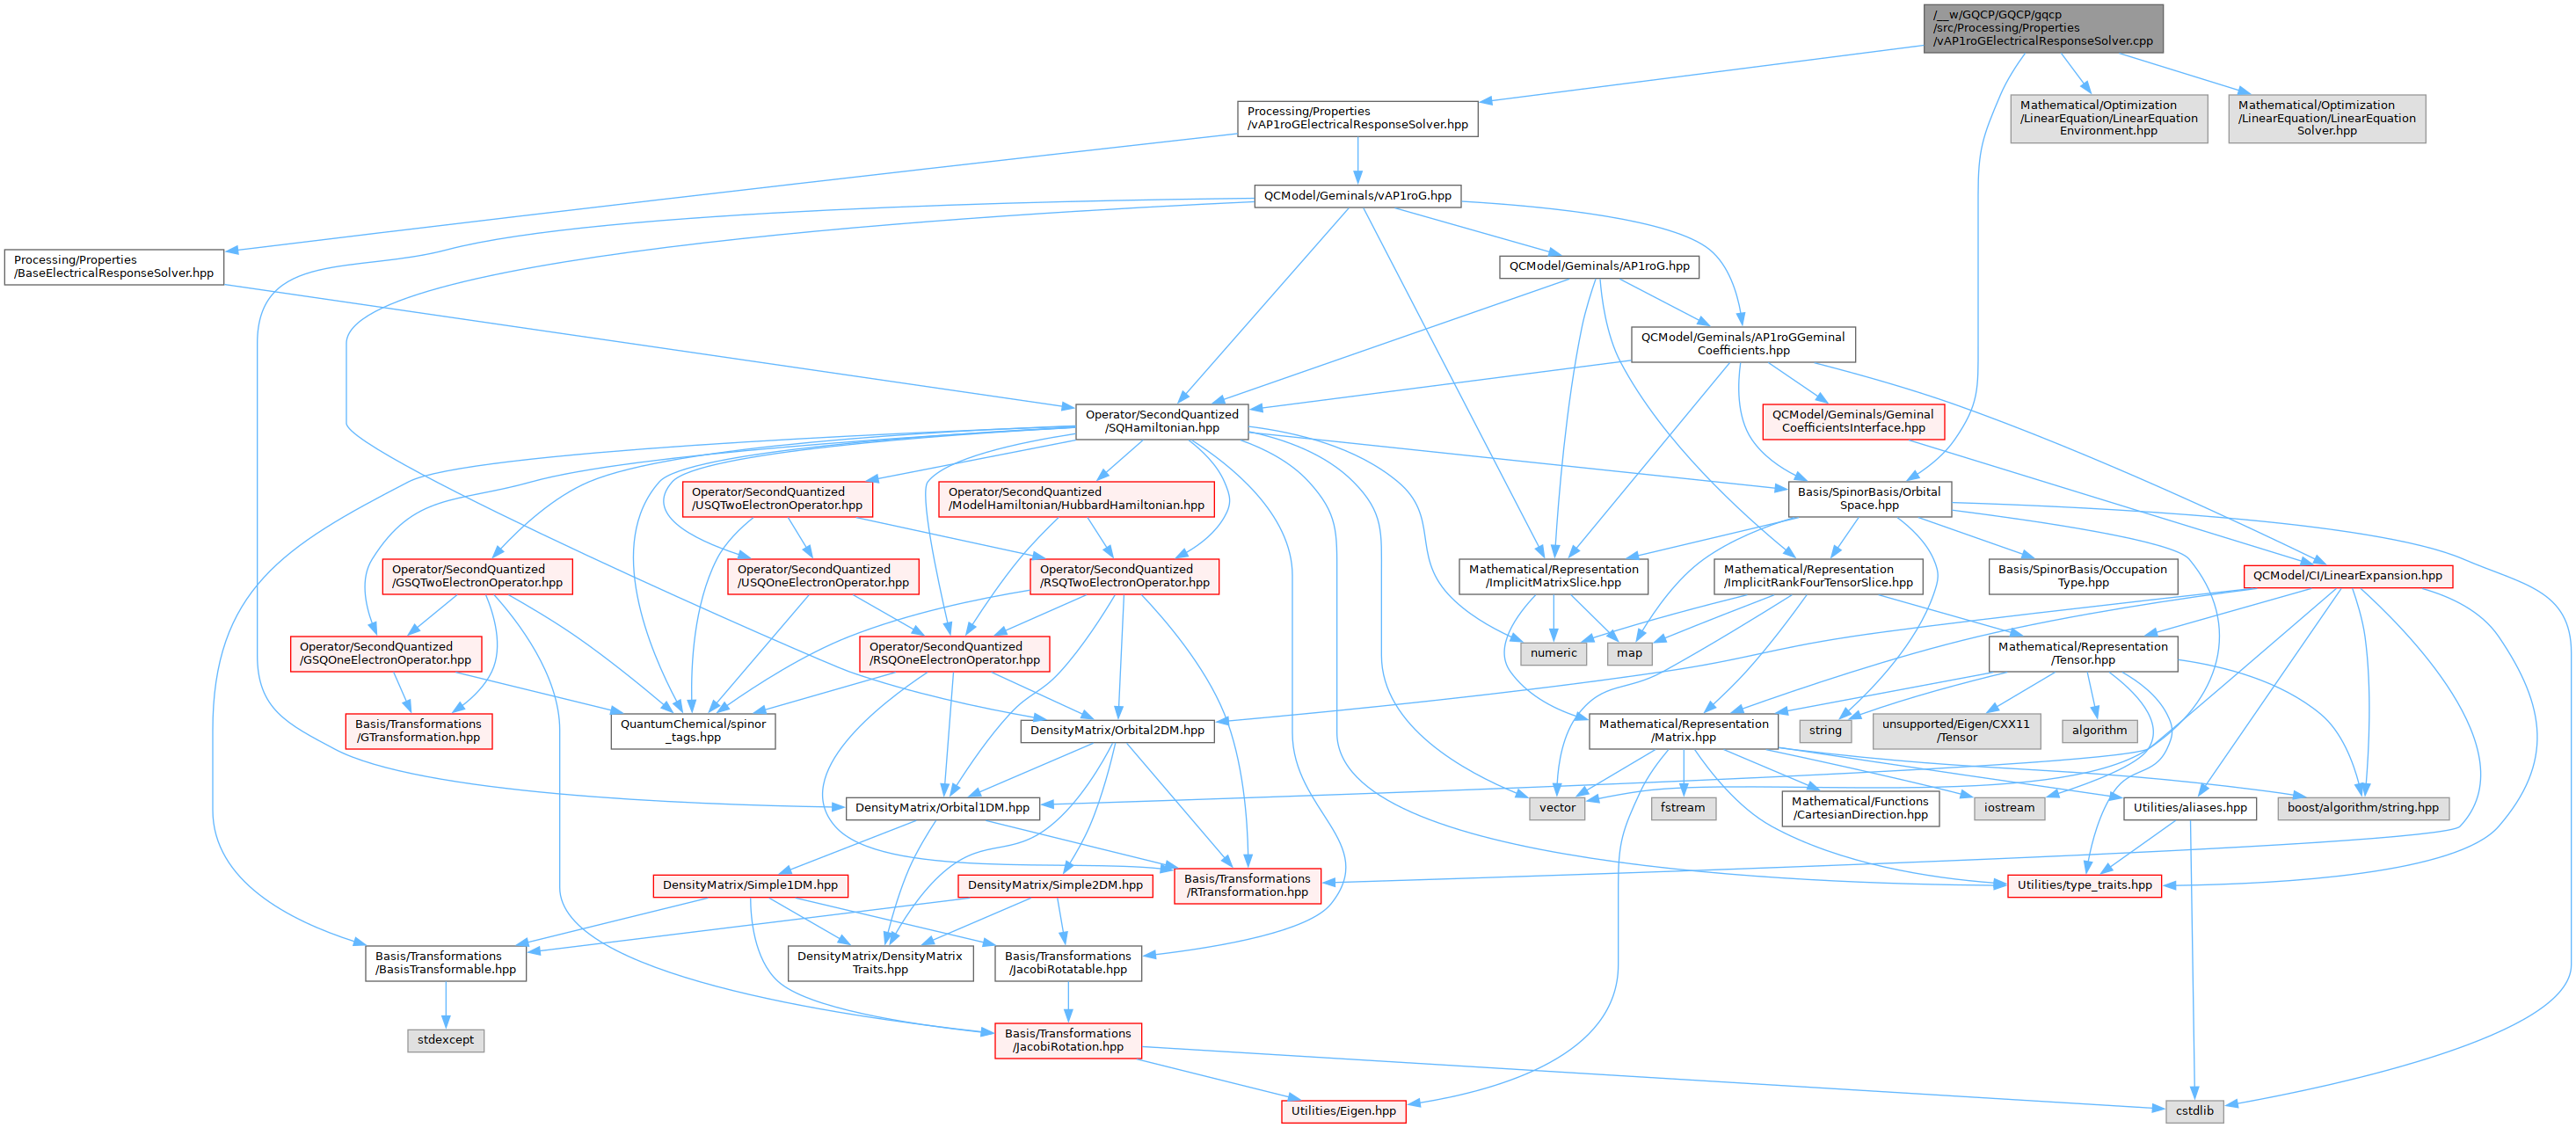 /__w/GQCP/GQCP/gqcp
/src/Processing/Properties
/vAP1roGElectricalResponseSolver.cpp
Processing/Properties
/vAP1roGElectricalResponseSolver.hpp
Mathematical/Optimization
/LinearEquation/LinearEquation
Environment.hpp
Mathematical/Optimization
/LinearEquation/LinearEquation
Solver.hpp
QCModel/Geminals/vAP1roG.hpp
Processing/Properties
/BaseElectricalResponseSolver.hpp
QCModel/Geminals/AP1roG.hpp
QCModel/Geminals/AP1roGGeminal
Coefficients.hpp
Operator/SecondQuantized
/SQHamiltonian.hpp
QCModel/Geminals/Geminal
CoefficientsInterface.hpp
Operator/SecondQuantized
/USQTwoElectronOperator.hpp
Operator/SecondQuantized
/ModelHamiltonian/HubbardHamiltonian.hpp
Basis/SpinorBasis/Orbital
Space.hpp
Operator/SecondQuantized
/GSQTwoElectronOperator.hpp
Operator/SecondQuantized
/USQOneElectronOperator.hpp
Operator/SecondQuantized
/RSQTwoElectronOperator.hpp
Mathematical/Representation
/ImplicitMatrixSlice.hpp
Mathematical/Representation
/ImplicitRankFourTensorSlice.hpp
Basis/SpinorBasis/Occupation
Type.hpp
QCModel/CI/LinearExpansion.hpp
Operator/SecondQuantized
/GSQOneElectronOperator.hpp
Operator/SecondQuantized
/RSQOneElectronOperator.hpp
numeric
map
Mathematical/Representation
/Tensor.hpp
Basis/Transformations
/GTransformation.hpp
QuantumChemical/spinor
_tags.hpp
DensityMatrix/Orbital2DM.hpp
Mathematical/Representation
/Matrix.hpp
string
unsupported/Eigen/CXX11
/Tensor
algorithm
DensityMatrix/Orbital1DM.hpp
vector
fstream
Mathematical/Functions
/CartesianDirection.hpp
iostream
Utilities/aliases.hpp
boost/algorithm/string.hpp
DensityMatrix/Simple1DM.hpp
DensityMatrix/Simple2DM.hpp
Basis/Transformations
/RTransformation.hpp
Utilities/type_traits.hpp
Basis/Transformations
/BasisTransformable.hpp
DensityMatrix/DensityMatrix
Traits.hpp
Basis/Transformations
/JacobiRotatable.hpp
stdexcept
Basis/Transformations
/JacobiRotation.hpp
Utilities/Eigen.hpp
cstdlib